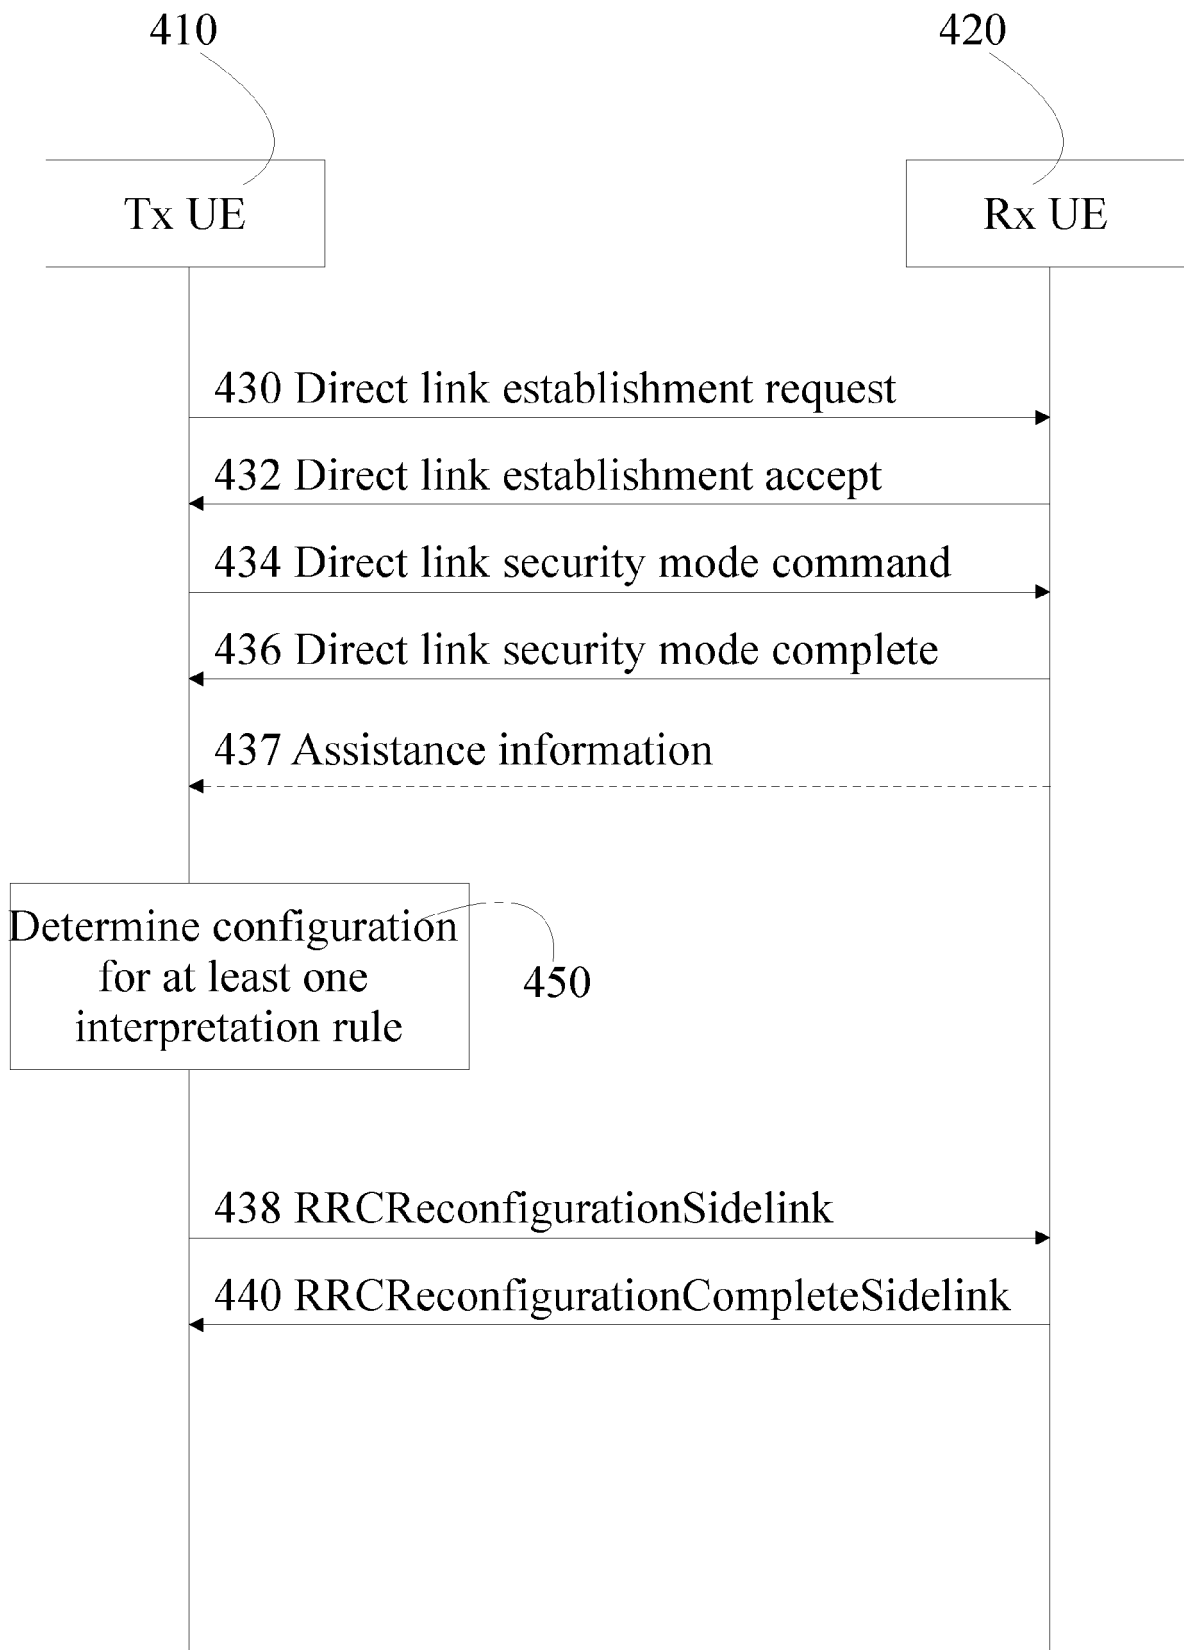 410
420
Tx UE
Rx UE
430 Direct link establishment request
432 Direct link establishment accept
434 Direct link security mode command
436 Direct link security mode complete
437 Assistance information
Determine configuration
for at least one
interpretation rule
450
438 RRCReconfigurationSidelink
440 RRCReconfigurationCompleteSidelink